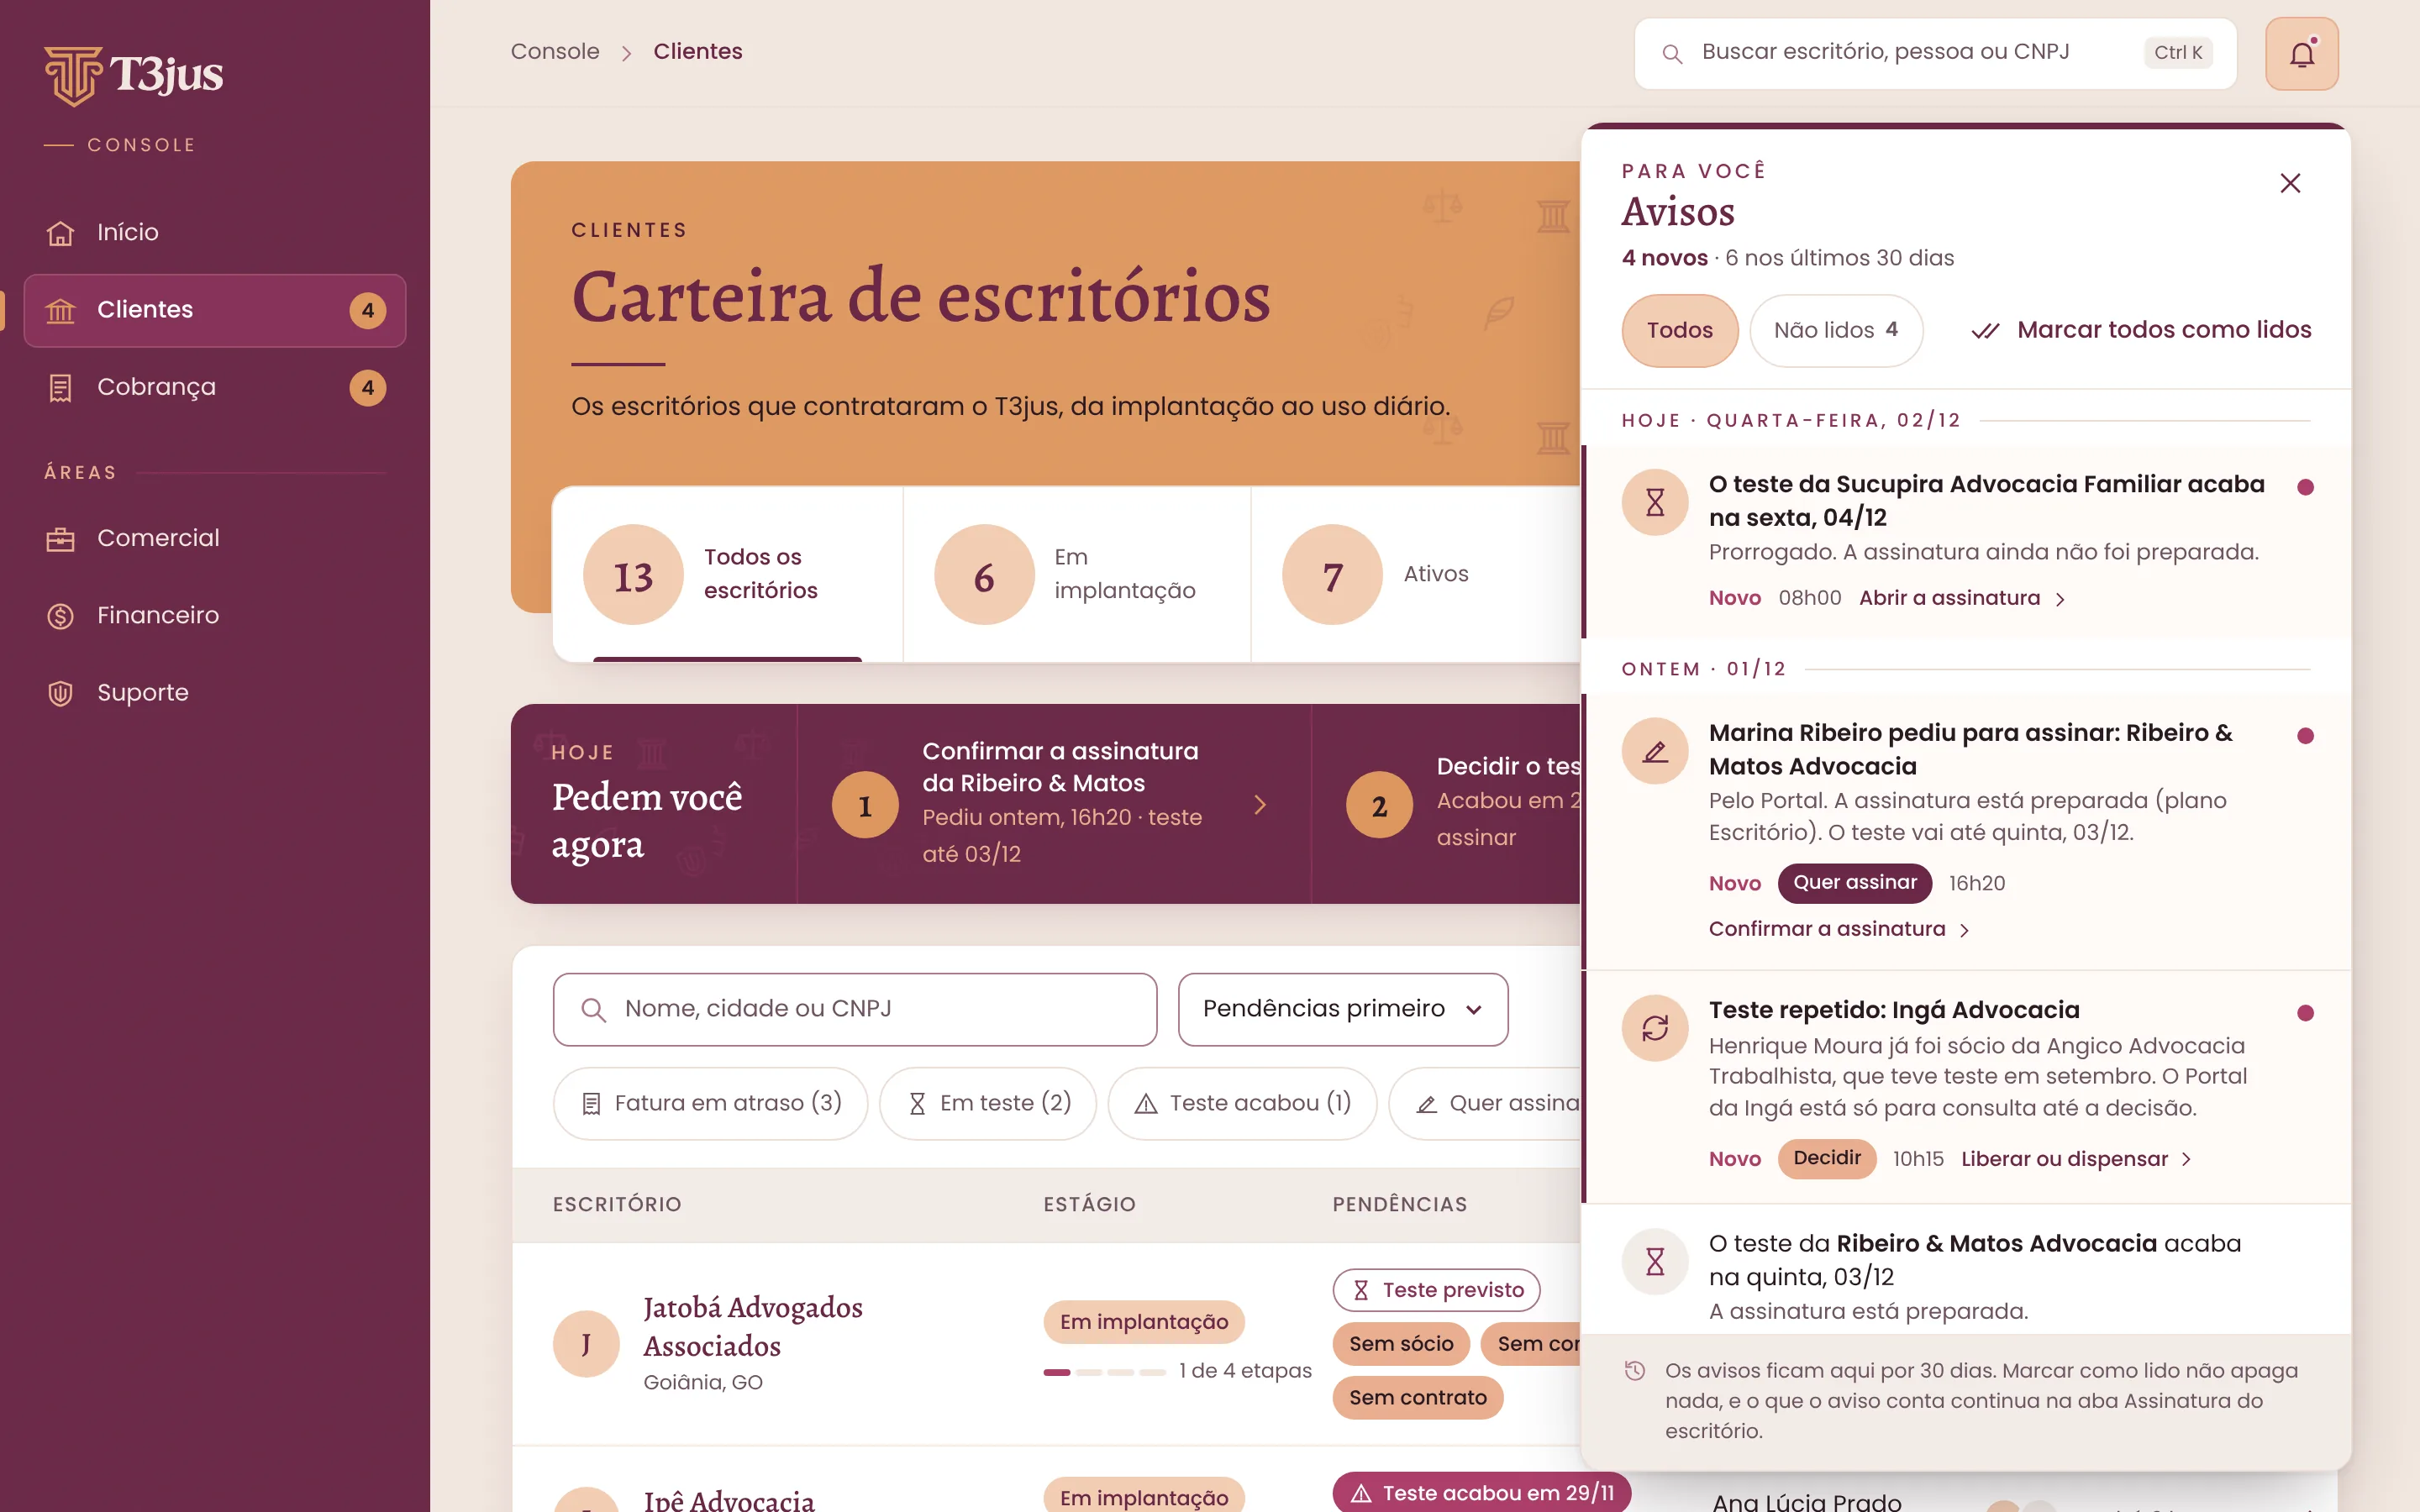 T3jus
CONSOLE
Início
Clientes 4
Cobrança 4
ÁREAS
Comercial
Financeiro
Suporte
Console > Clientes
Buscar escritório, pessoa ou CNPJ Ctrl K
CLIENTES
Carteira de escritórios
Os escritórios que contrataram o T3jus, da implantação ao uso diário.
13 Todos os
escritórios
6 Em
implantação
7 Ativos
HOJE
Pedem você
agora
1
Confirmar a assinatura
da Ribeiro & Matos
Pediu ontem, 16h20 · teste
até 03/12
2
Decidir o tes
Acabou em 2
assinar
Nome, cidade ou CNPJ
Pendências primeiro
Fatura em atraso (3)
Em teste (2)
Teste acabou (1)
Quer assina
ESCRITÓRIO ESTÁGIO PENDÊNCIAS
J
Jatobá Advogados
Associados
Goiânia, GO
Em implantação
1 de 4 etapas
Teste previsto
Sem sócio
Sem con
Sem contrato
Ipê Advocacia
Em implantação
Teste acabou em 29/11
Ana Lúcia Prado
PARA VOCÊ
Avisos
4 novos · 6 nos últimos 30 dias
Todos
Não lidos 4
Marcar todos como lidos
HOJE · QUARTA-FEIRA, 02/12
O teste da Sucupira Advocacia Familiar acaba
na sexta, 04/12
Prorrogado. A assinatura ainda não foi preparada.
Novo 08h00 Abrir a assinatura
ONTEM · 01/12
Marina Ribeiro pediu para assinar: Ribeiro &
Matos Advocacia
Pelo Portal. A assinatura está preparada (plano
Escritório). O teste vai até quinta, 03/12.
Novo Quer assinar 16h20
Confirmar a assinatura
Teste repetido: Ingá Advocacia
Henrique Moura já foi sócio da Angico Advocacia
Trabalhista, que teve teste em setembro. O Portal
da Ingá está só para consulta até a decisão.
Novo Decidir 10h15 Liberar ou dispensar
O teste da Ribeiro & Matos Advocacia acaba
na quinta, 03/12
A assinatura está preparada.
Os avisos ficam aqui por 30 dias. Marcar como lido não apaga
nada, e o que o aviso conta continua na aba Assinatura do
escritório.